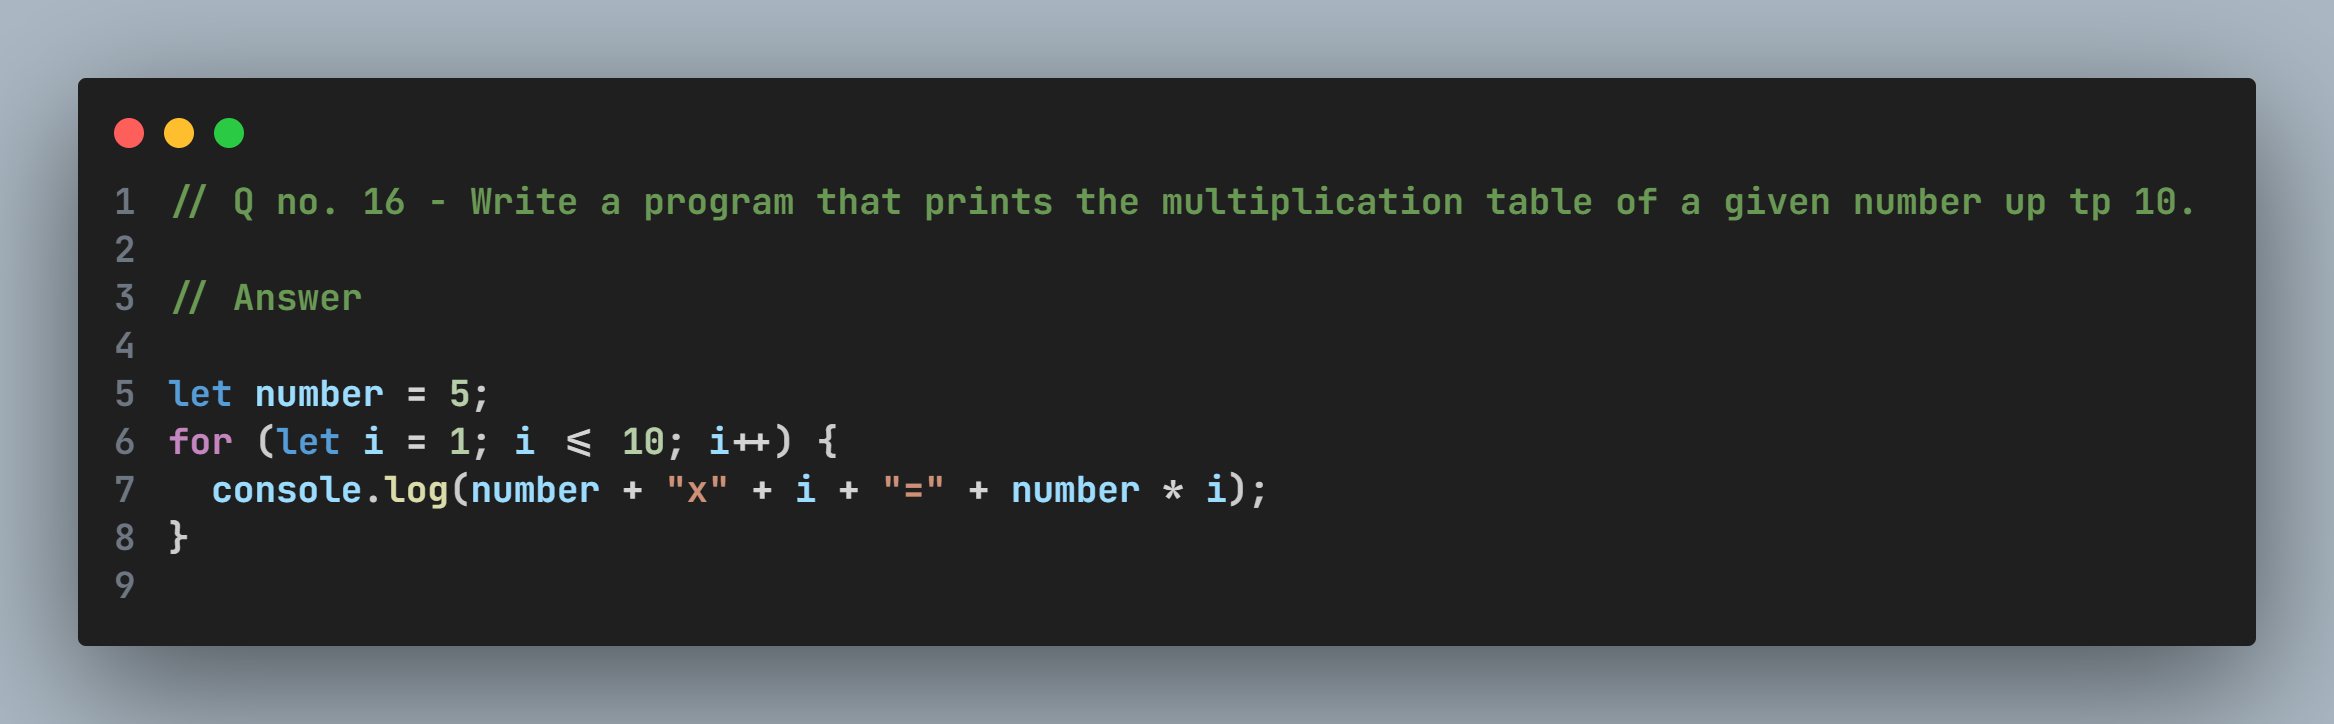 1 // Q no. 16 - Write a program that prints the multiplication table of a given number up tp 10.
2
3 // Answer
4
5 let number = 5;
6 for (let i = 1; i <= 10; i++) {
7   console.log(number + "x" + i + "=" + number * i);
8 }
9